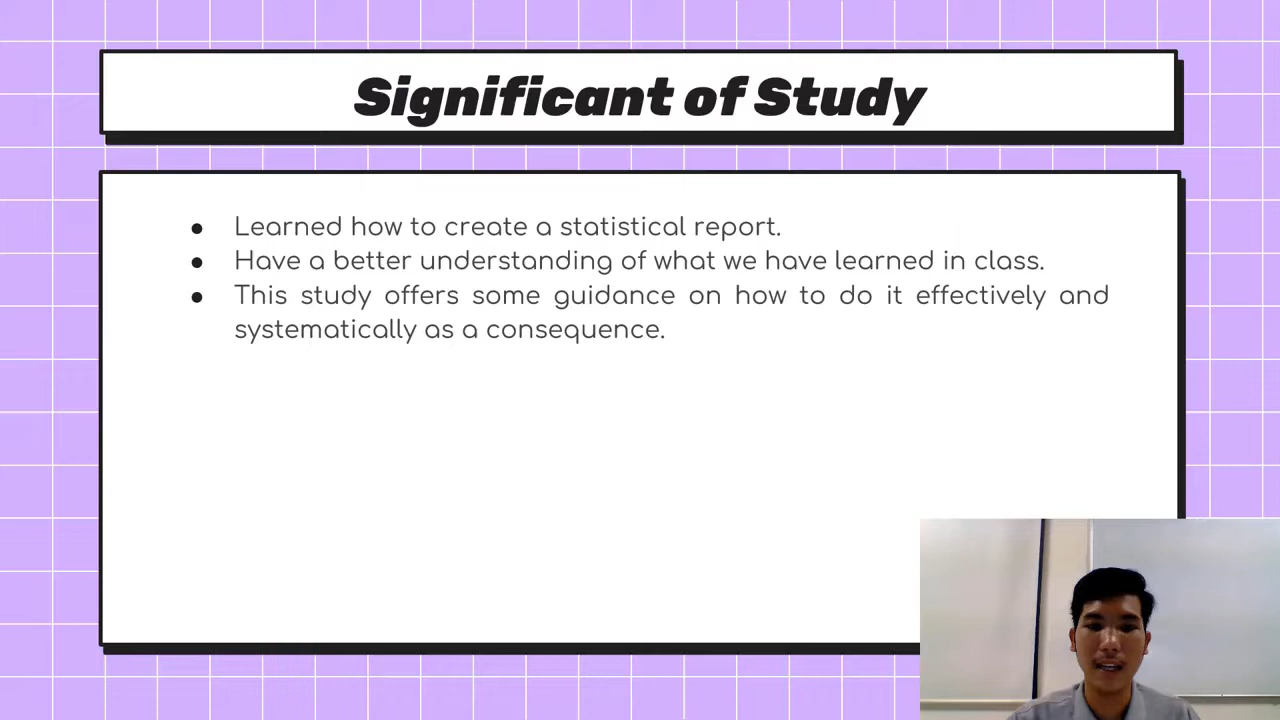 Significant of Study
● Learned how to create a statistical report.
● Have a better understanding of what we have learned in class.
● This study offers some guidance on how to do it effectively and
systematically as a consequence.